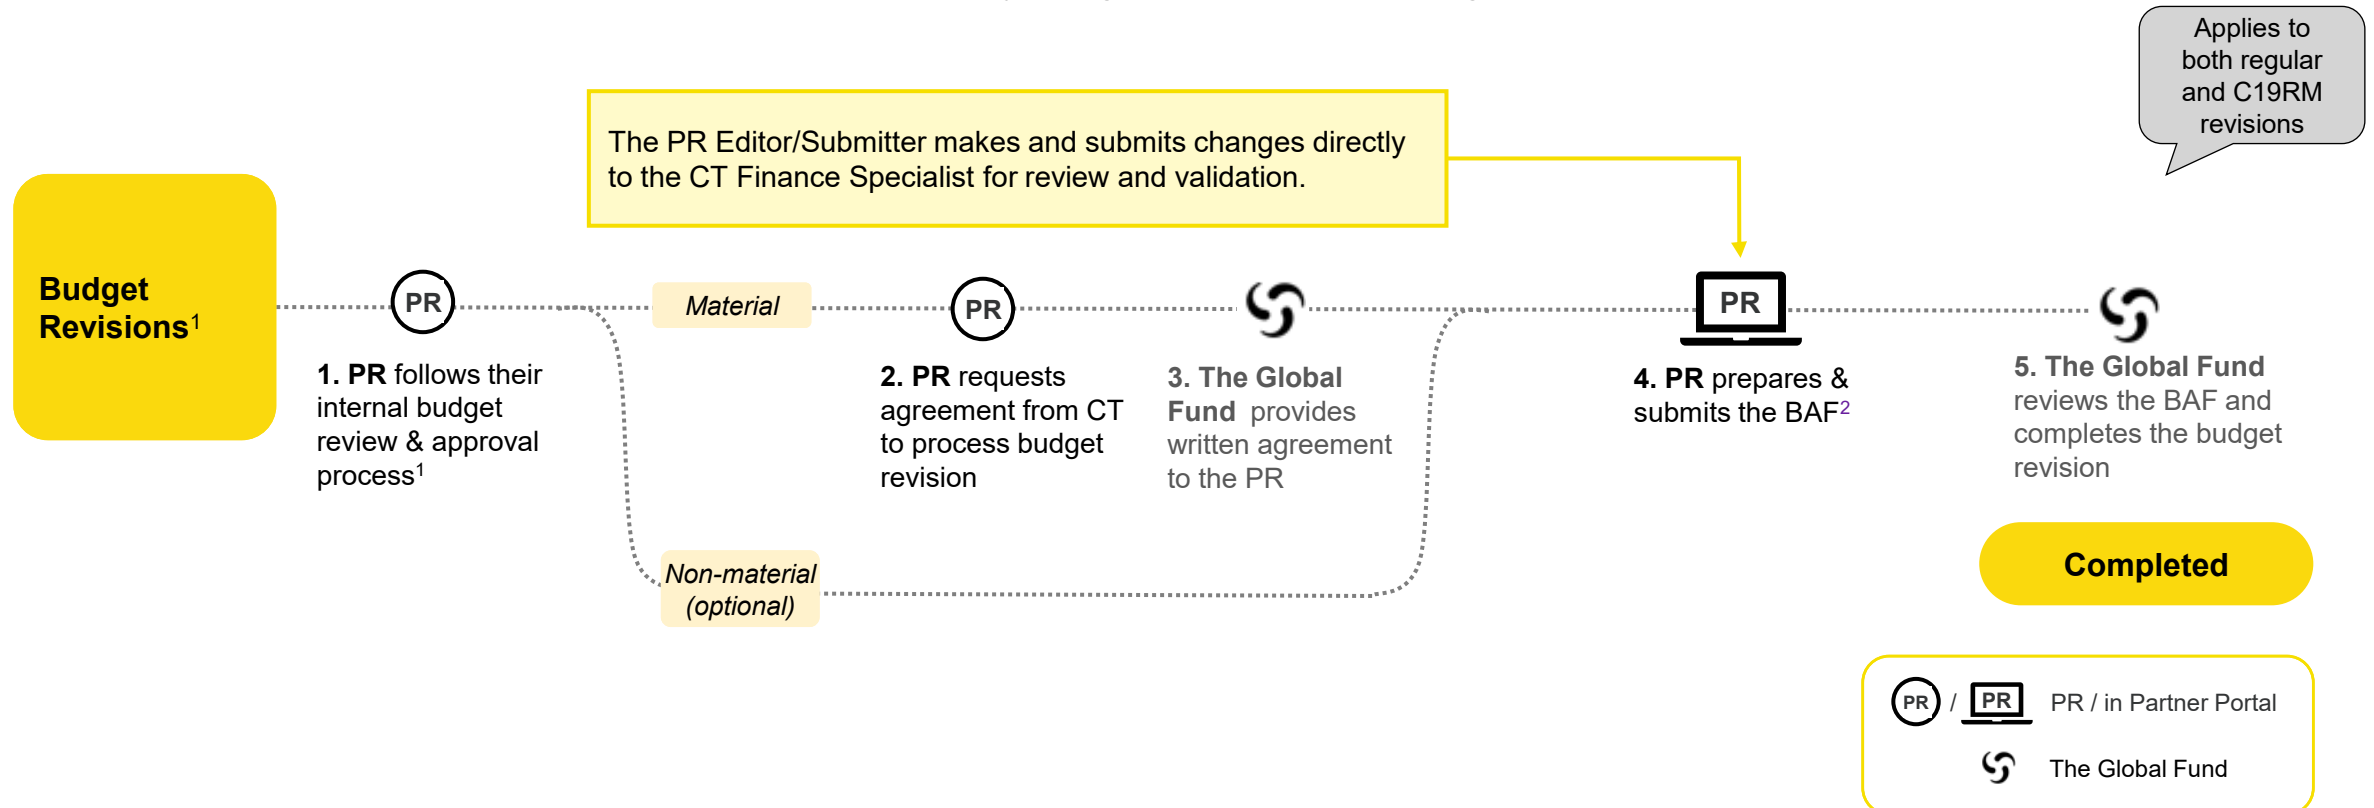 Applies to
both regular
and C19RM
revisions
The PR Editor/Submitter makes and submits changes directly
to the CT Finance Specialist for review and validation.
Budget
Revisions1
PR
Material
PR
PR
1. PR follows their
internal budget
review & approval
process1
2. PR requests
agreement from CT
to process budget
revision
3. The Global
Fund provides
written agreement
to the PR
4. PR prepares &
submits the BAF2
5. The Global Fund
reviews the BAF and
completes the budget
revision
Non-material
(optional)
Completed
PR / PR PR / in Partner Portal
The Global Fund